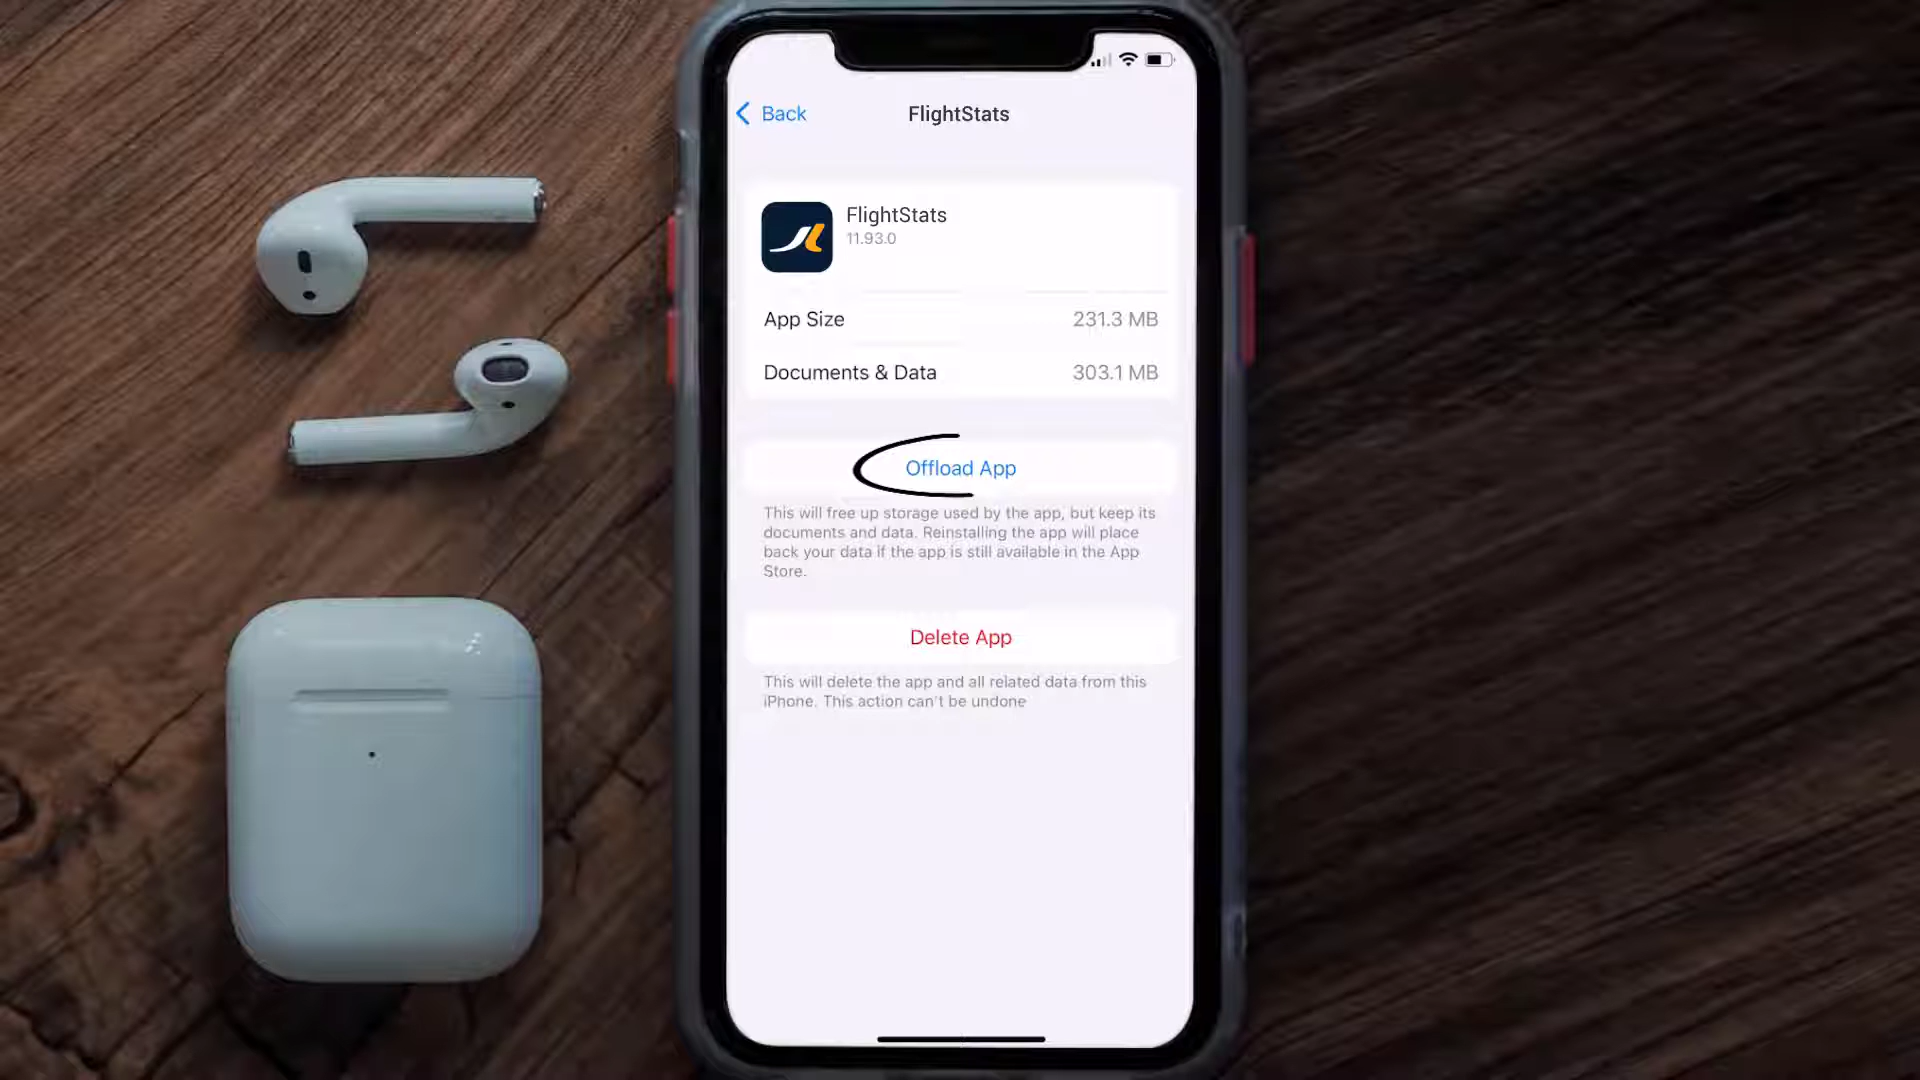 Back
FlightStats
FlightStats
11.93.0
App Size 231.3 MB
Documents & Data 303.1 MB
Offload App
This will free up storage used by the app, but keep its
documents and data. Reinstalling the app will place
back your data if the app is still available in the App
Store.
Delete App
This will delete the app and all related data from this
iPhone. This action can't be undone